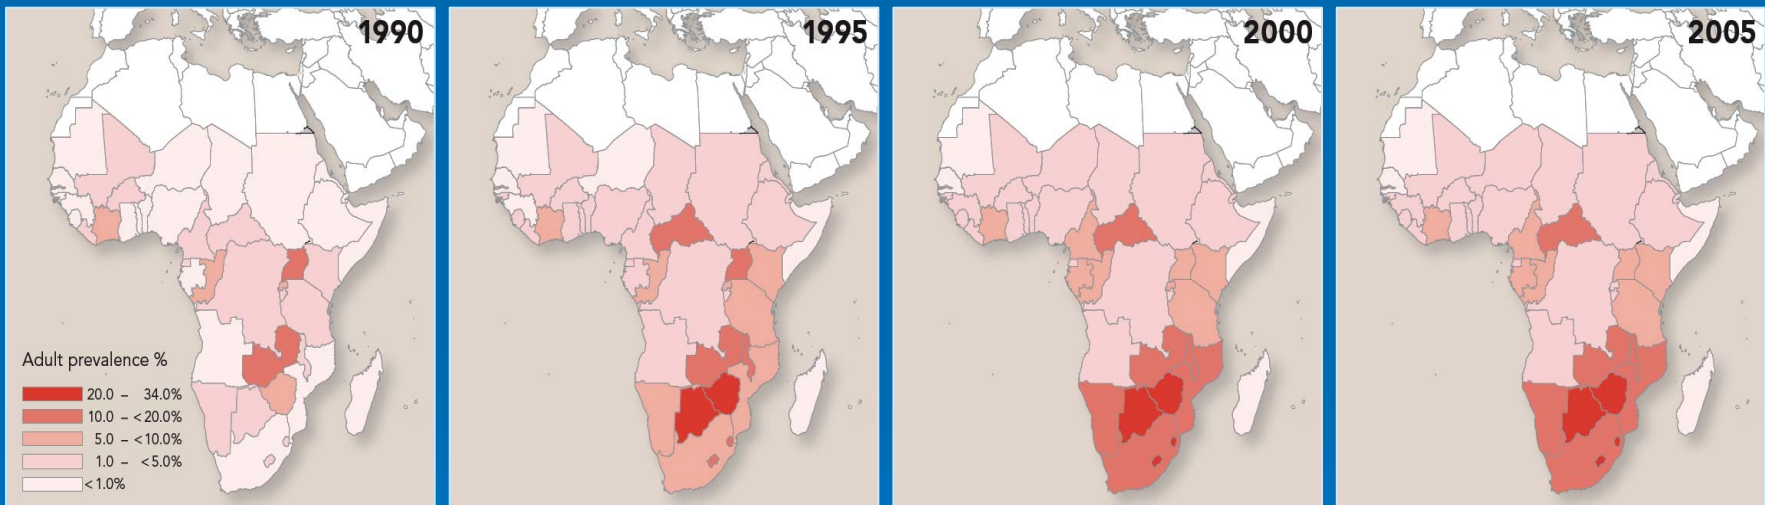 1990
1995
2000
2005
Adult prevalence %
20.0 – 34.0%
10.0 – <20.0%
5.0 – <10.0%
1.0 – <5.0%
<1.0%